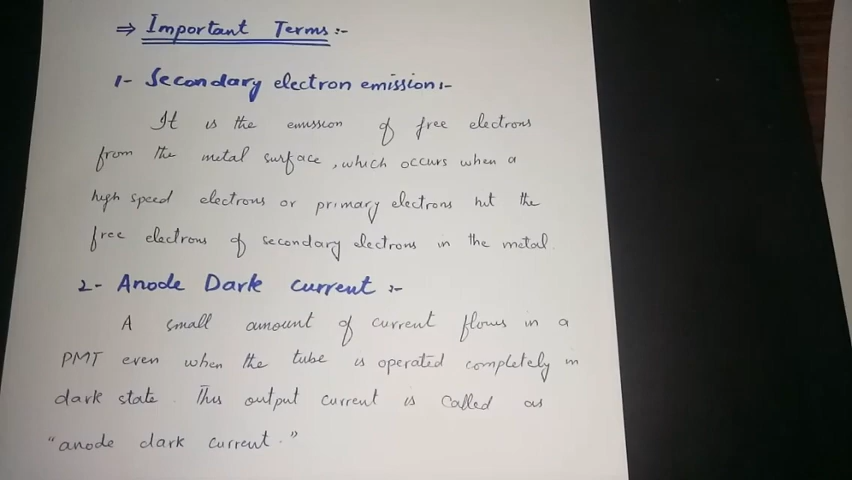 ⇒ Important Terms :-
1- Secondary electron emission :-
It is the emission of free electrons
from the metal surface, which occurs when a
high speed electrons or primary electrons hit the
free electrons of secondary electrons in the metal.
2- Anode Dark current :-
A small amount of current flows in a
PMT even when the tube is operated completely in
dark state. This output current is called as
"anode dark current."